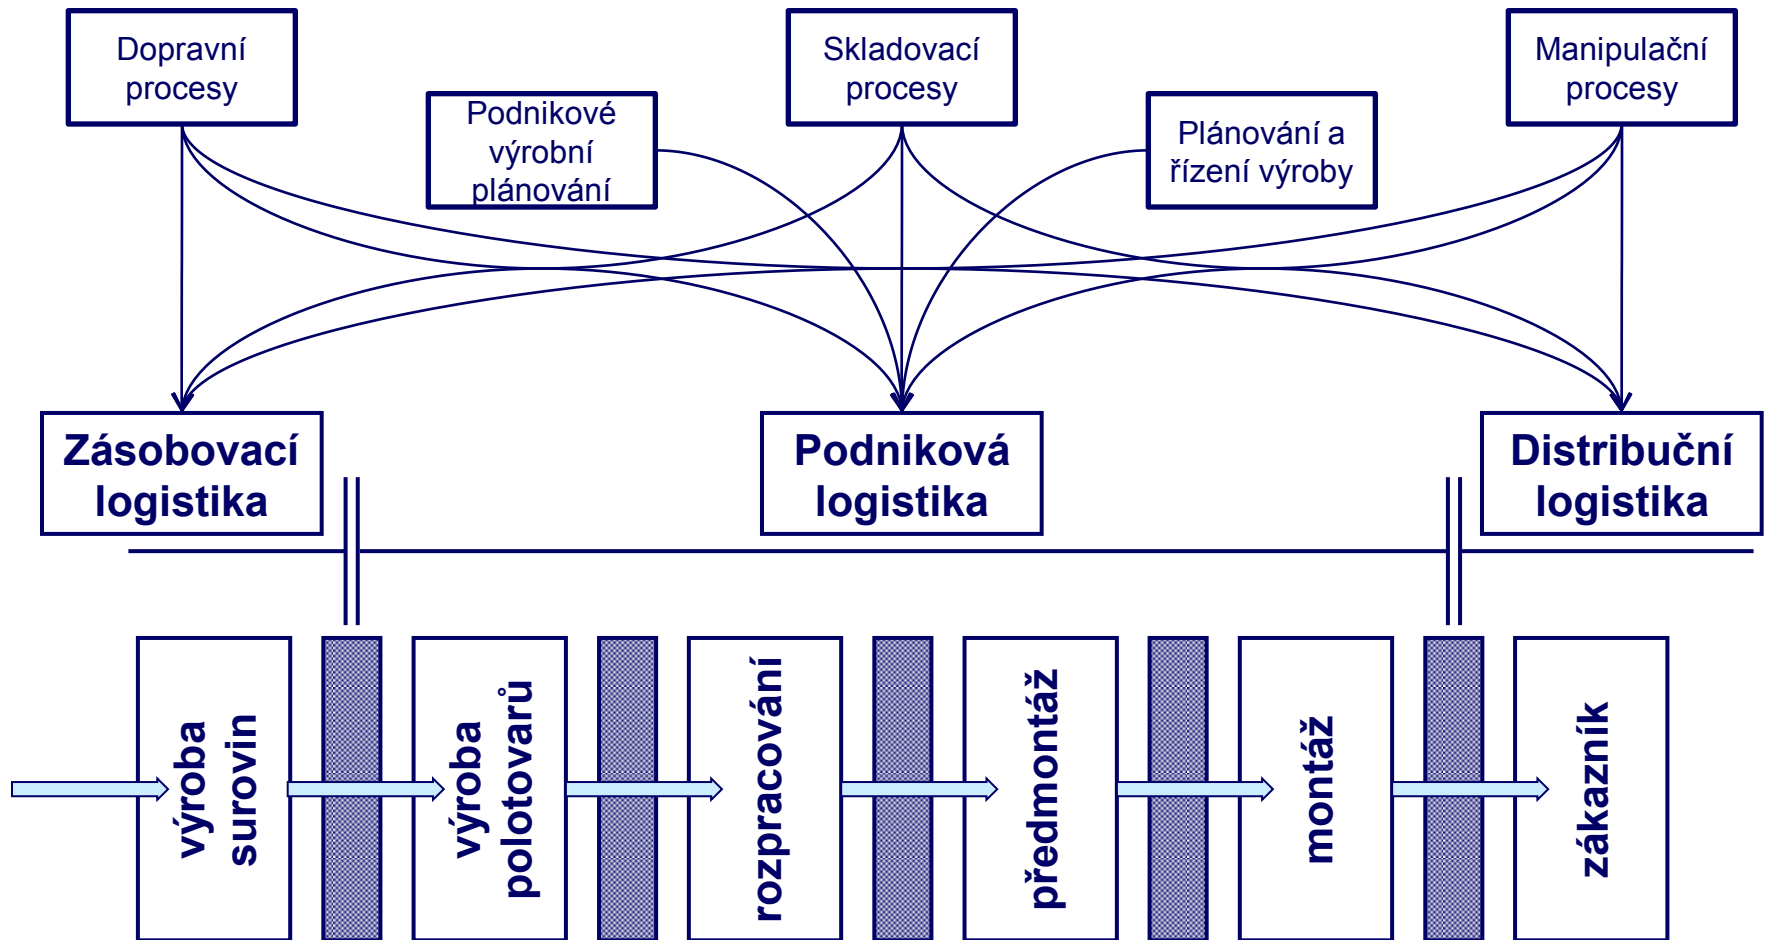 Dopravní
procesy
Skladovací
procesy
Manipulační
procesy
Podnikové
výrobní
plánování
Plánování a
řízení výroby
Zásobovací
logistika
Podniková
logistika
Distribuční
logistika
výroba
surovin
výroba
polotovarů
rozpracování
předmontáž
montáž
zákazník